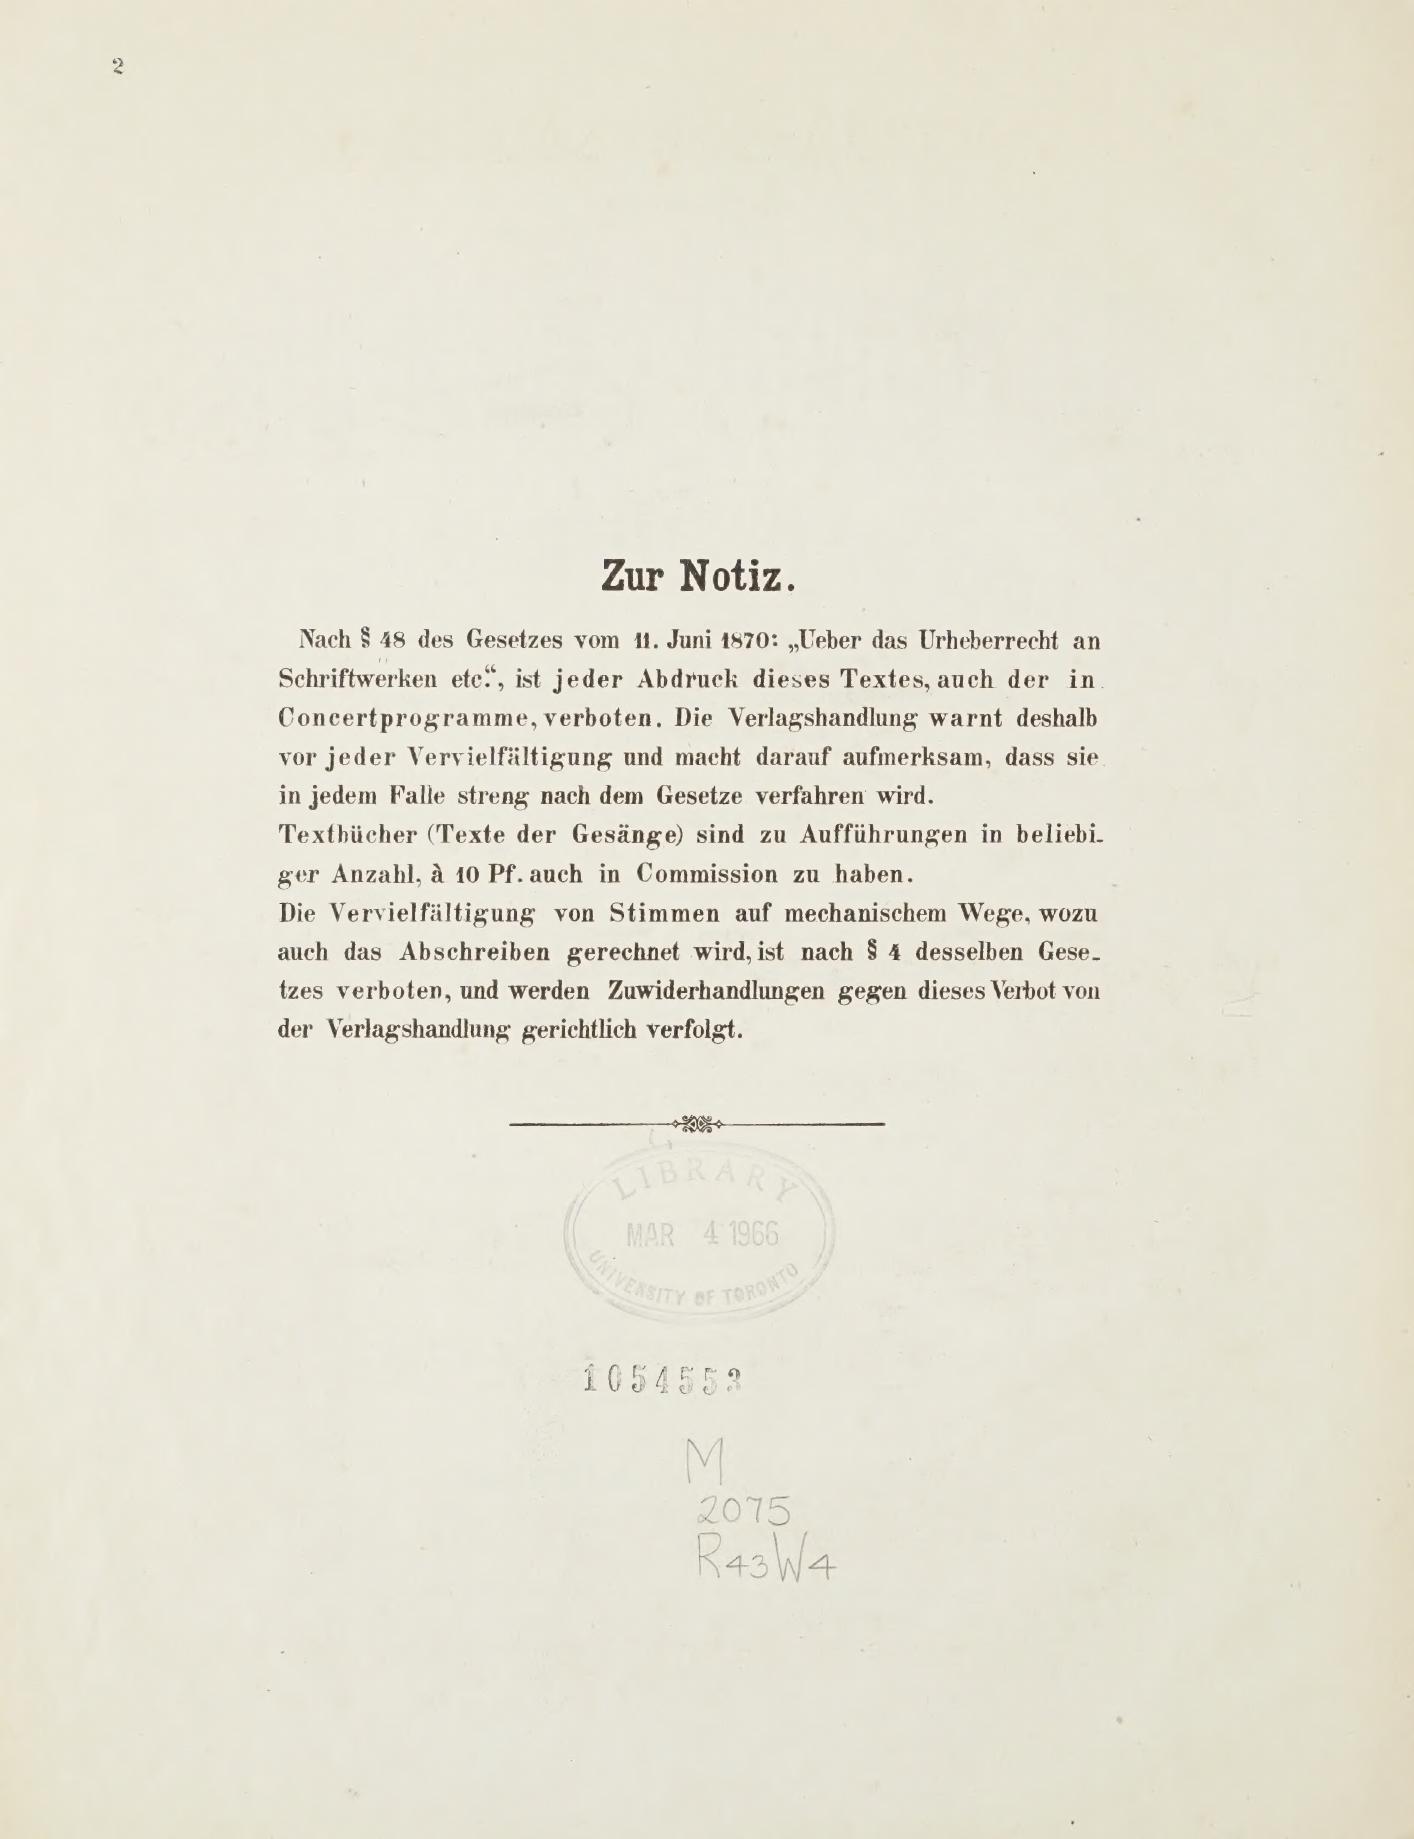 2
Zur Notiz.
Nach § 48 des Gesetzes vom 11. Juni 1870: „Ueber das Urheberrecht an
Schriftwerken etc.“, ist jeder Abdruck dieses Textes, auch der in
Concertprogramme, verboten. Die Verlagshandlung warnt deshalb
vor jeder Vervielfältigung und macht darauf aufmerksam, dass sie
in jedem Falle streng nach dem Gesetze verfahren wird.
Textbücher (Texte der Gesänge) sind zu Aufführungen in beliebi-
ger Anzahl, à 10 Pf. auch in Commission zu haben.
Die Vervielfältigung von Stimmen auf mechanischem Wege, wozu
auch das Abschreiben gerechnet wird, ist nach § 4 desselben Gese-
tzes verboten, und werden Zuwiderhandlungen gegen dieses Verbot von
der Verlagshandlung gerichtlich verfolgt.
LIBRARY
MAR 4 1966
UNIVERSITY OF TORONTO
1054553
M
2075
R43W4